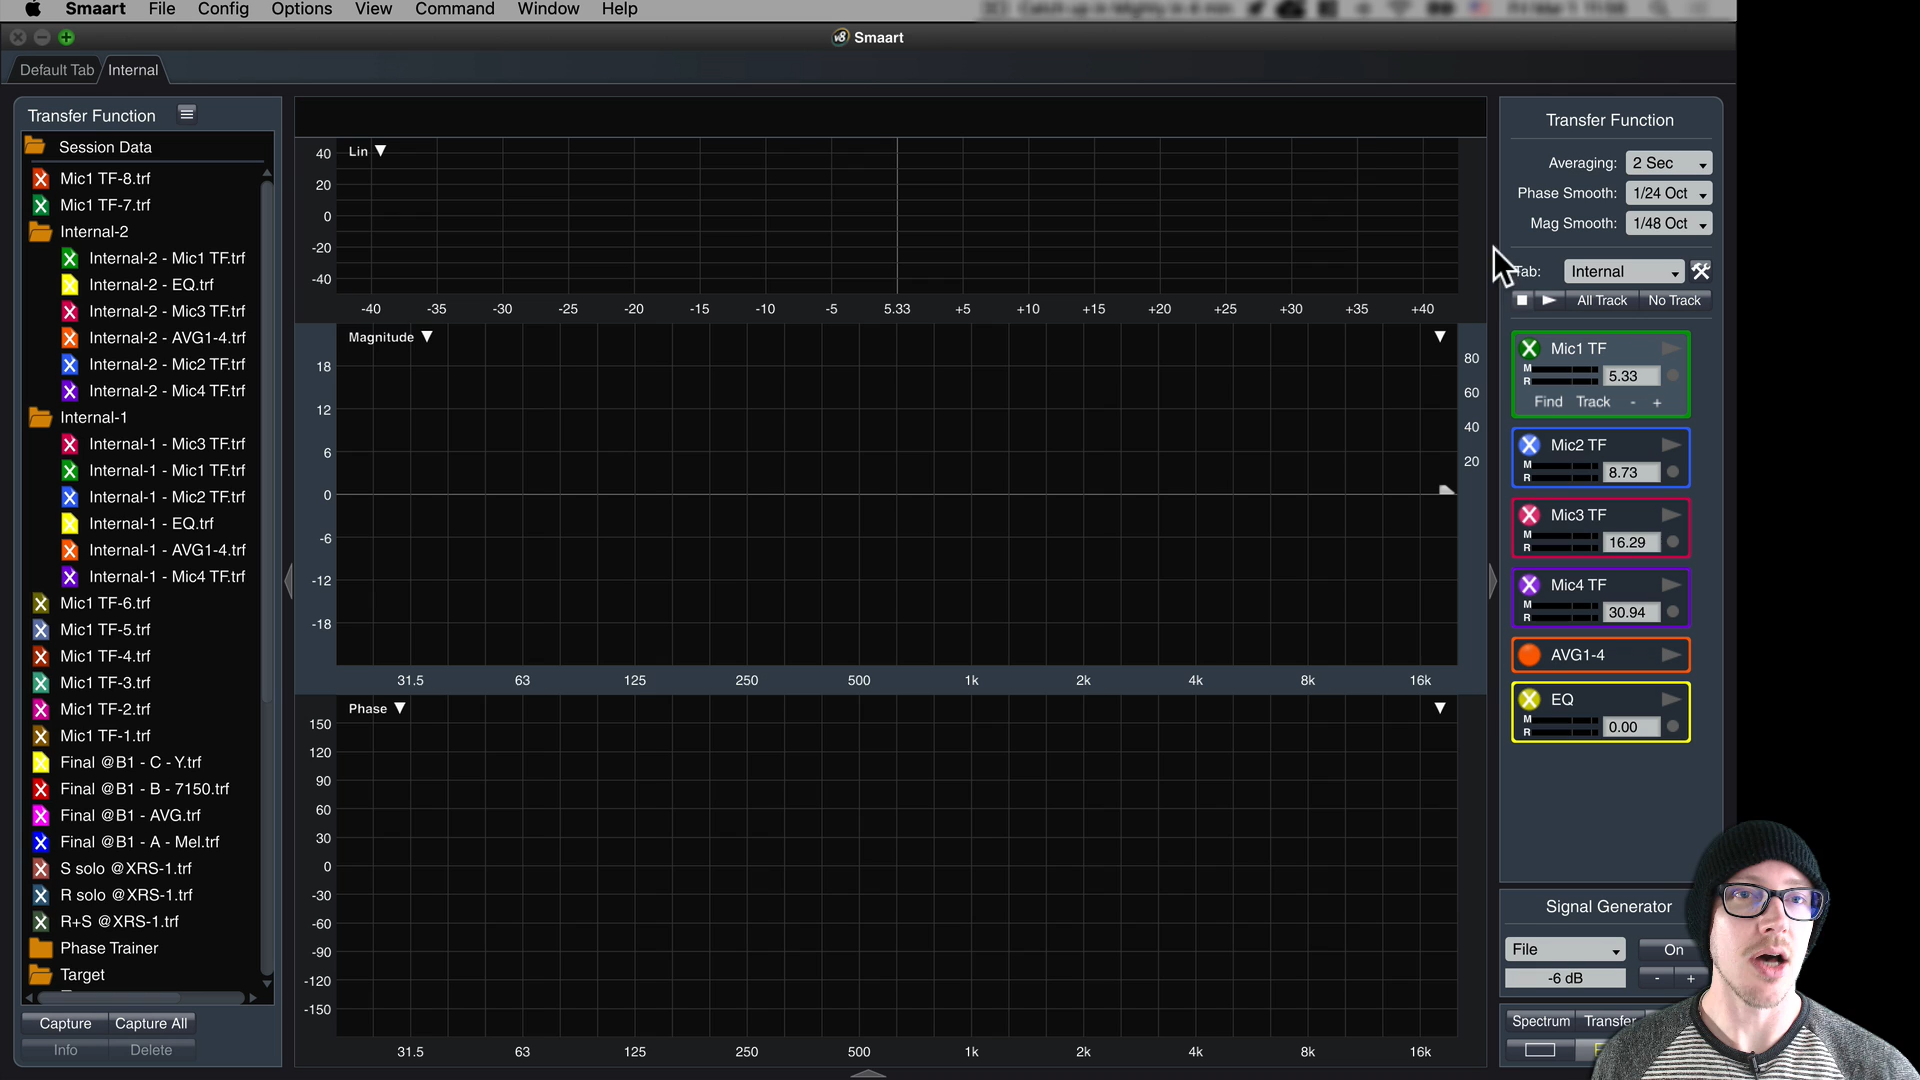 Smaart File Config Options View Command Window Help
v8 Smaart
Default Tab Internal
Transfer Function
Session Data
Mic1 TF-8.trf
Mic1 TF-7.trf
Internal-2
Internal-2 - Mic1 TF.trf
Internal-2 - EQ.trf
Internal-2 - Mic3 TF.trf
Internal-2 - AVG1-4.trf
Internal-2 - Mic2 TF.trf
Internal-2 - Mic4 TF.trf
Internal-1
Internal-1 - Mic3 TF.trf
Internal-1 - Mic1 TF.trf
Internal-1 - Mic2 TF.trf
Internal-1 - EQ.trf
Internal-1 - AVG1-4.trf
Internal-1 - Mic4 TF.trf
Mic1 TF-6.trf
Mic1 TF-5.trf
Mic1 TF-4.trf
Mic1 TF-3.trf
Mic1 TF-2.trf
Mic1 TF-1.trf
Final @B1 - C - Y.trf
Final @B1 - B - 7150.trf
Final @B1 - AVG.trf
Final @B1 - A - Mel.trf
S solo @XRS-1.trf
R solo @XRS-1.trf
R+S @XRS-1.trf
Phase Trainer
Target
Capture Capture All
Info Delete
Lin
40
20
0
-20
-40
-40 -35 -30 -25 -20 -15 -10 -5 5.33 +5 +10 +15 +20 +25 +30 +35 +40
Magnitude
18
12
6
0
-6
-12
-18
80
60
40
20
31.5 63 125 250 500 1k 2k 4k 8k 16k
Phase
150
120
90
60
30
0
-30
-60
-90
-120
-150
31.5 63 125 250 500 1k 2k 4k 8k 16k
Transfer Function
Averaging: 2 Sec
Phase Smooth: 1/24 Oct
Mag Smooth: 1/48 Oct
Tab: Internal
All Track No Track
Mic1 TF
M
R 5.33
Find Track - +
Mic2 TF
M
R 8.73
Mic3 TF
M
R 16.29
Mic4 TF
M
R 30.94
AVG1-4
EQ
M
R 0.00
Signal Generator
File On
-6 dB - +
Spectrum Transfer